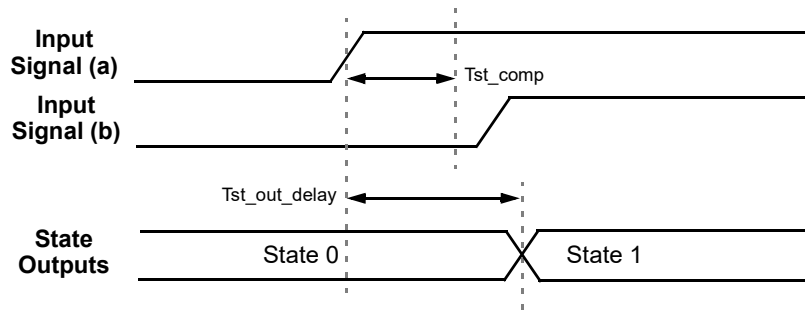 Input
Signal (a)
Tst_comp
Input
Signal (b)
Tst_out_delay
State
Outputs
State 0
State 1